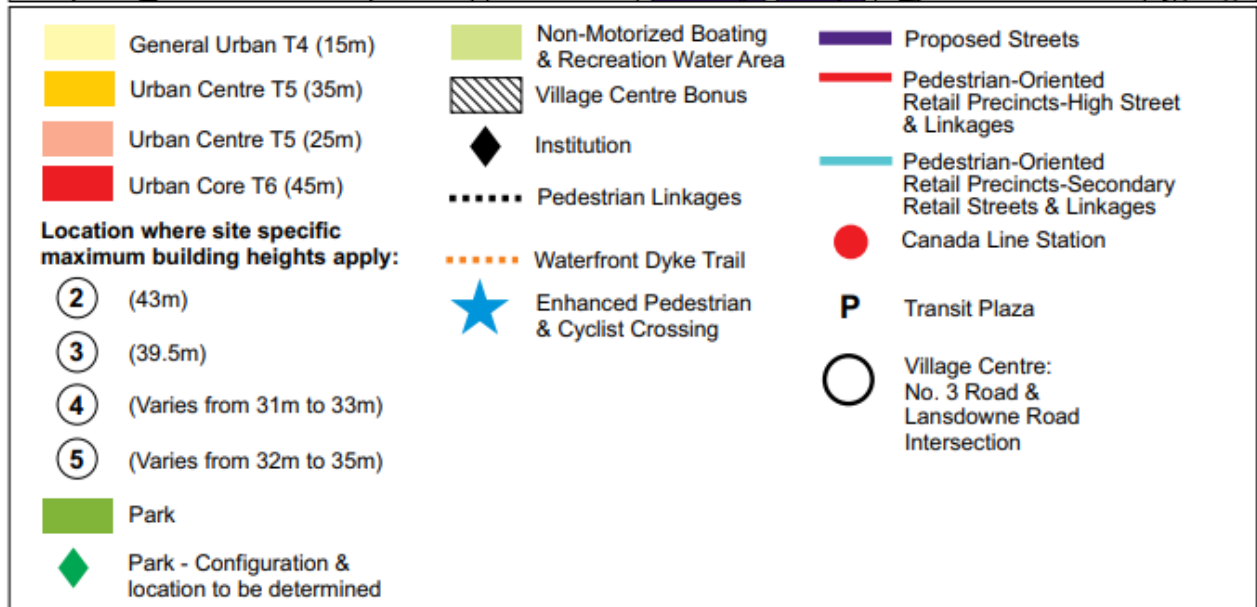 General Urban T4 (15m)
Urban Centre T5 (35m)
Urban Centre T5 (25m)
Urban Core T6 (45m)
Location where site specific
maximum building heights apply:
2 (43m)
3 (39.5m)
4 (Varies from 31m to 33m)
5 (Varies from 32m to 35m)
Park
Park - Configuration &
location to be determined
Non-Motorized Boating
& Recreation Water Area
Village Centre Bonus
Institution
Pedestrian Linkages
Waterfront Dyke Trail
Enhanced Pedestrian
& Cyclist Crossing
Proposed Streets
Pedestrian-Oriented
Retail Precincts-High Street
& Linkages
Pedestrian-Oriented
Retail Precincts-Secondary
Retail Streets & Linkages
Canada Line Station
P Transit Plaza
Village Centre:
No. 3 Road &
Lansdowne Road
Intersection